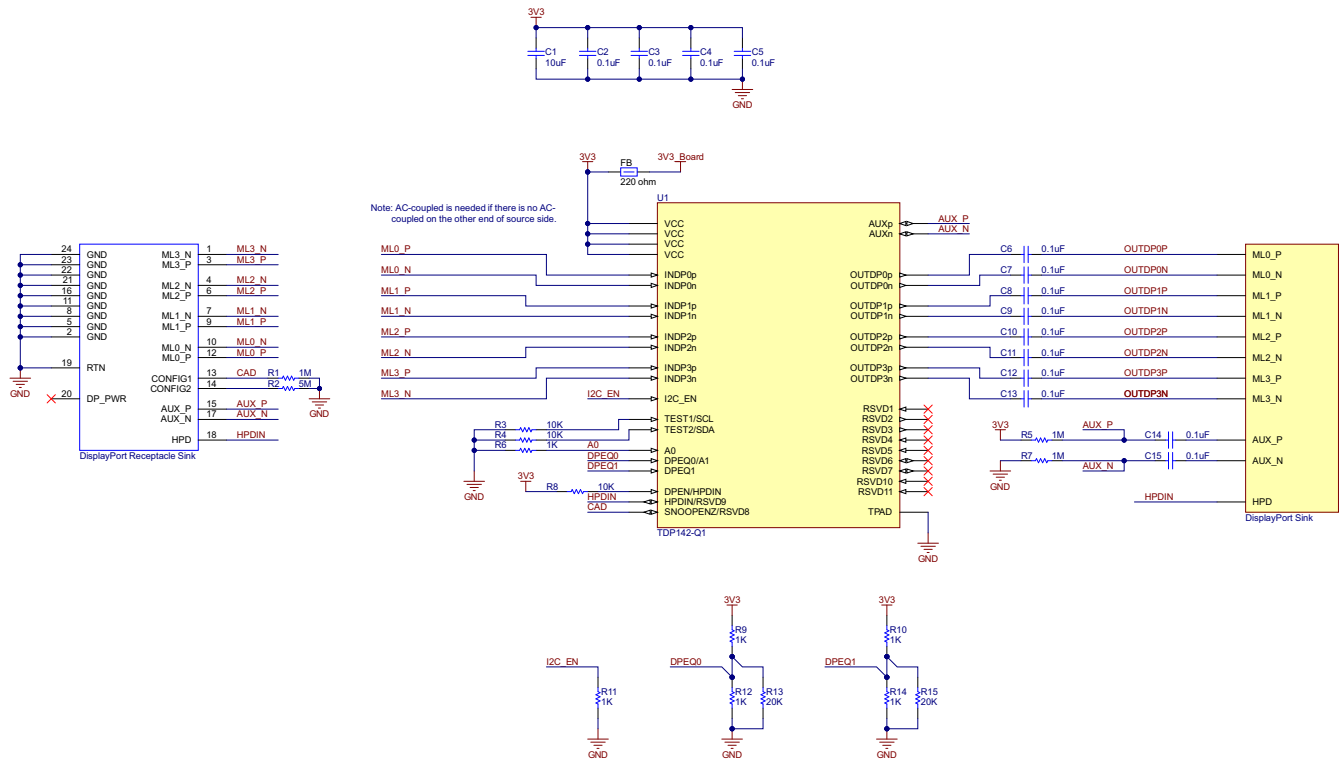 3V3
C1
10uF
C2
0.1uF
C3
0.1uF
C4
0.1uF
C5
0.1uF
GND
3V3
FB
220 ohm
3V3_Board
Note: AC-coupled is needed if there is no AC-
coupled on the other end of source side.
24
GND
23
GND
22
GND
21
GND
16
GND
11
GND
8
GND
5
GND
2
GND
19
RTN
GND
20
DP_PWR
ML3_N
1
ML3_N
ML3_P
3
ML3_P
ML2_N
4
ML2_N
ML2_P
6
ML2_P
ML1_N
7
ML1_N
ML1_P
9
ML1_P
ML0_N
10
ML0_N
ML0_P
12
ML0_P
CONFIG1
13
CAD
R1
1M
CONFIG2
14
R2
5M
GND
AUX_P
15
AUX_P
AUX_N
17
AUX_N
HPD
18
HPDIN
DisplayPort Receptacle Sink
ML0_P
ML0_N
ML1_P
ML1_N
ML2_P
ML2_N
ML3_P
ML3_N
I2C_EN
R3
10K
R4
10K
R6
1K
A0
DPEQ0
DPEQ1
GND
3V3
R8
10K
HPDIN
CAD
U1
VCC
VCC
VCC
VCC
INDP0p
INDP0n
INDP1p
INDP1n
INDP2p
INDP2n
INDP3p
INDP3n
I2C_EN
TEST1/SCL
TEST2/SDA
A0
DPEQ0/A1
DPEQ1
DPEN/HPDIN
HPDIN/RSVD9
SNOOPENZ/RSVD8
AUXp
AUXn
OUTDP0p
OUTDP0n
OUTDP1p
OUTDP1n
OUTDP2p
OUTDP2n
OUTDP3p
OUTDP3n
RSVD1
RSVD2
RSVD3
RSVD4
RSVD5
RSVD6
RSVD7
RSVD10
RSVD11
TPAD
TDP142-Q1
AUX_P
AUX_N
GND
C6
0.1uF
OUTDP0P
C7
0.1uF
OUTDP0N
C8
0.1uF
OUTDP1P
C9
0.1uF
OUTDP1N
C10
0.1uF
OUTDP2P
C11
0.1uF
OUTDP2N
C12
0.1uF
OUTDP3P
C13
0.1uF
OUTDP3N
3V3
R5
1M
AUX_P
C14
0.1uF
R7
1M
AUX_N
C15
0.1uF
GND
HPDIN
ML0_P
ML0_N
ML1_P
ML1_N
ML2_P
ML2_N
ML3_P
ML3_N
AUX_P
AUX_N
HPD
DisplayPort Sink
I2C_EN
R11
1K
GND
3V3
R9
1K
DPEQ0
R12
1K
R13
20K
GND
3V3
R10
1K
DPEQ1
R14
1K
R15
20K
GND